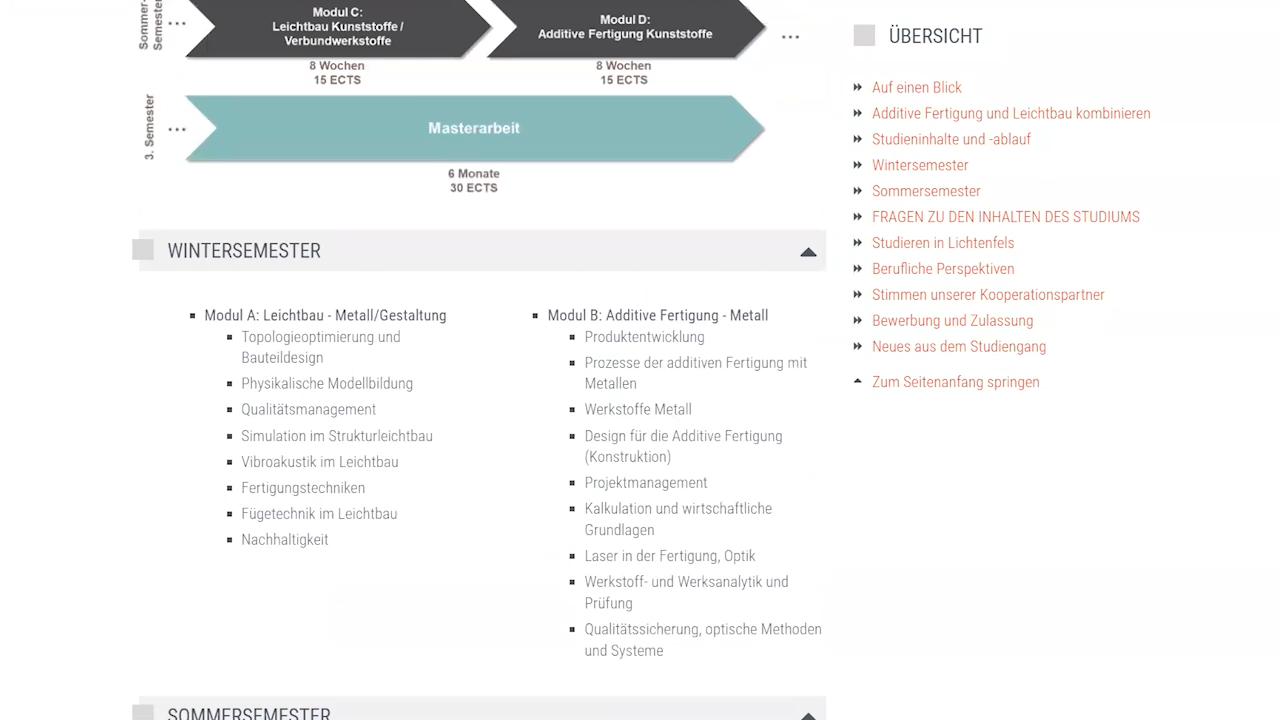 Sommer-
Semester
...
Modul C:
Leichtbau Kunststoffe /
Verbundwerkstoffe
Modul D:
Additive Fertigung Kunststoffe
...
8 Wochen
15 ECTS
8 Wochen
15 ECTS
3. Semester
...
Masterarbeit
6 Monate
30 ECTS
WINTERSEMESTER
Modul A: Leichtbau - Metall/Gestaltung
Topologieoptimierung und
Bauteildesign
Physikalische Modellbildung
Qualitätsmanagement
Simulation im Strukturleichtbau
Vibroakustik im Leichtbau
Fertigungstechniken
Fügetechnik im Leichtbau
Nachhaltigkeit
Modul B: Additive Fertigung - Metall
Produktentwicklung
Prozesse der additiven Fertigung mit
Metallen
Werkstoffe Metall
Design für die Additive Fertigung
(Konstruktion)
Projektmanagement
Kalkulation und wirtschaftliche
Grundlagen
Laser in der Fertigung, Optik
Werkstoff- und Werksanalytik und
Prüfung
Qualitätssicherung, optische Methoden
und Systeme
SOMMERSEMESTER
ÜBERSICHT
Auf einen Blick
Additive Fertigung und Leichtbau kombinieren
Studieninhalte und -ablauf
Wintersemester
Sommersemester
FRAGEN ZU DEN INHALTEN DES STUDIUMS
Studieren in Lichtenfels
Berufliche Perspektiven
Stimmen unserer Kooperationspartner
Bewerbung und Zulassung
Neues aus dem Studiengang
Zum Seitenanfang springen